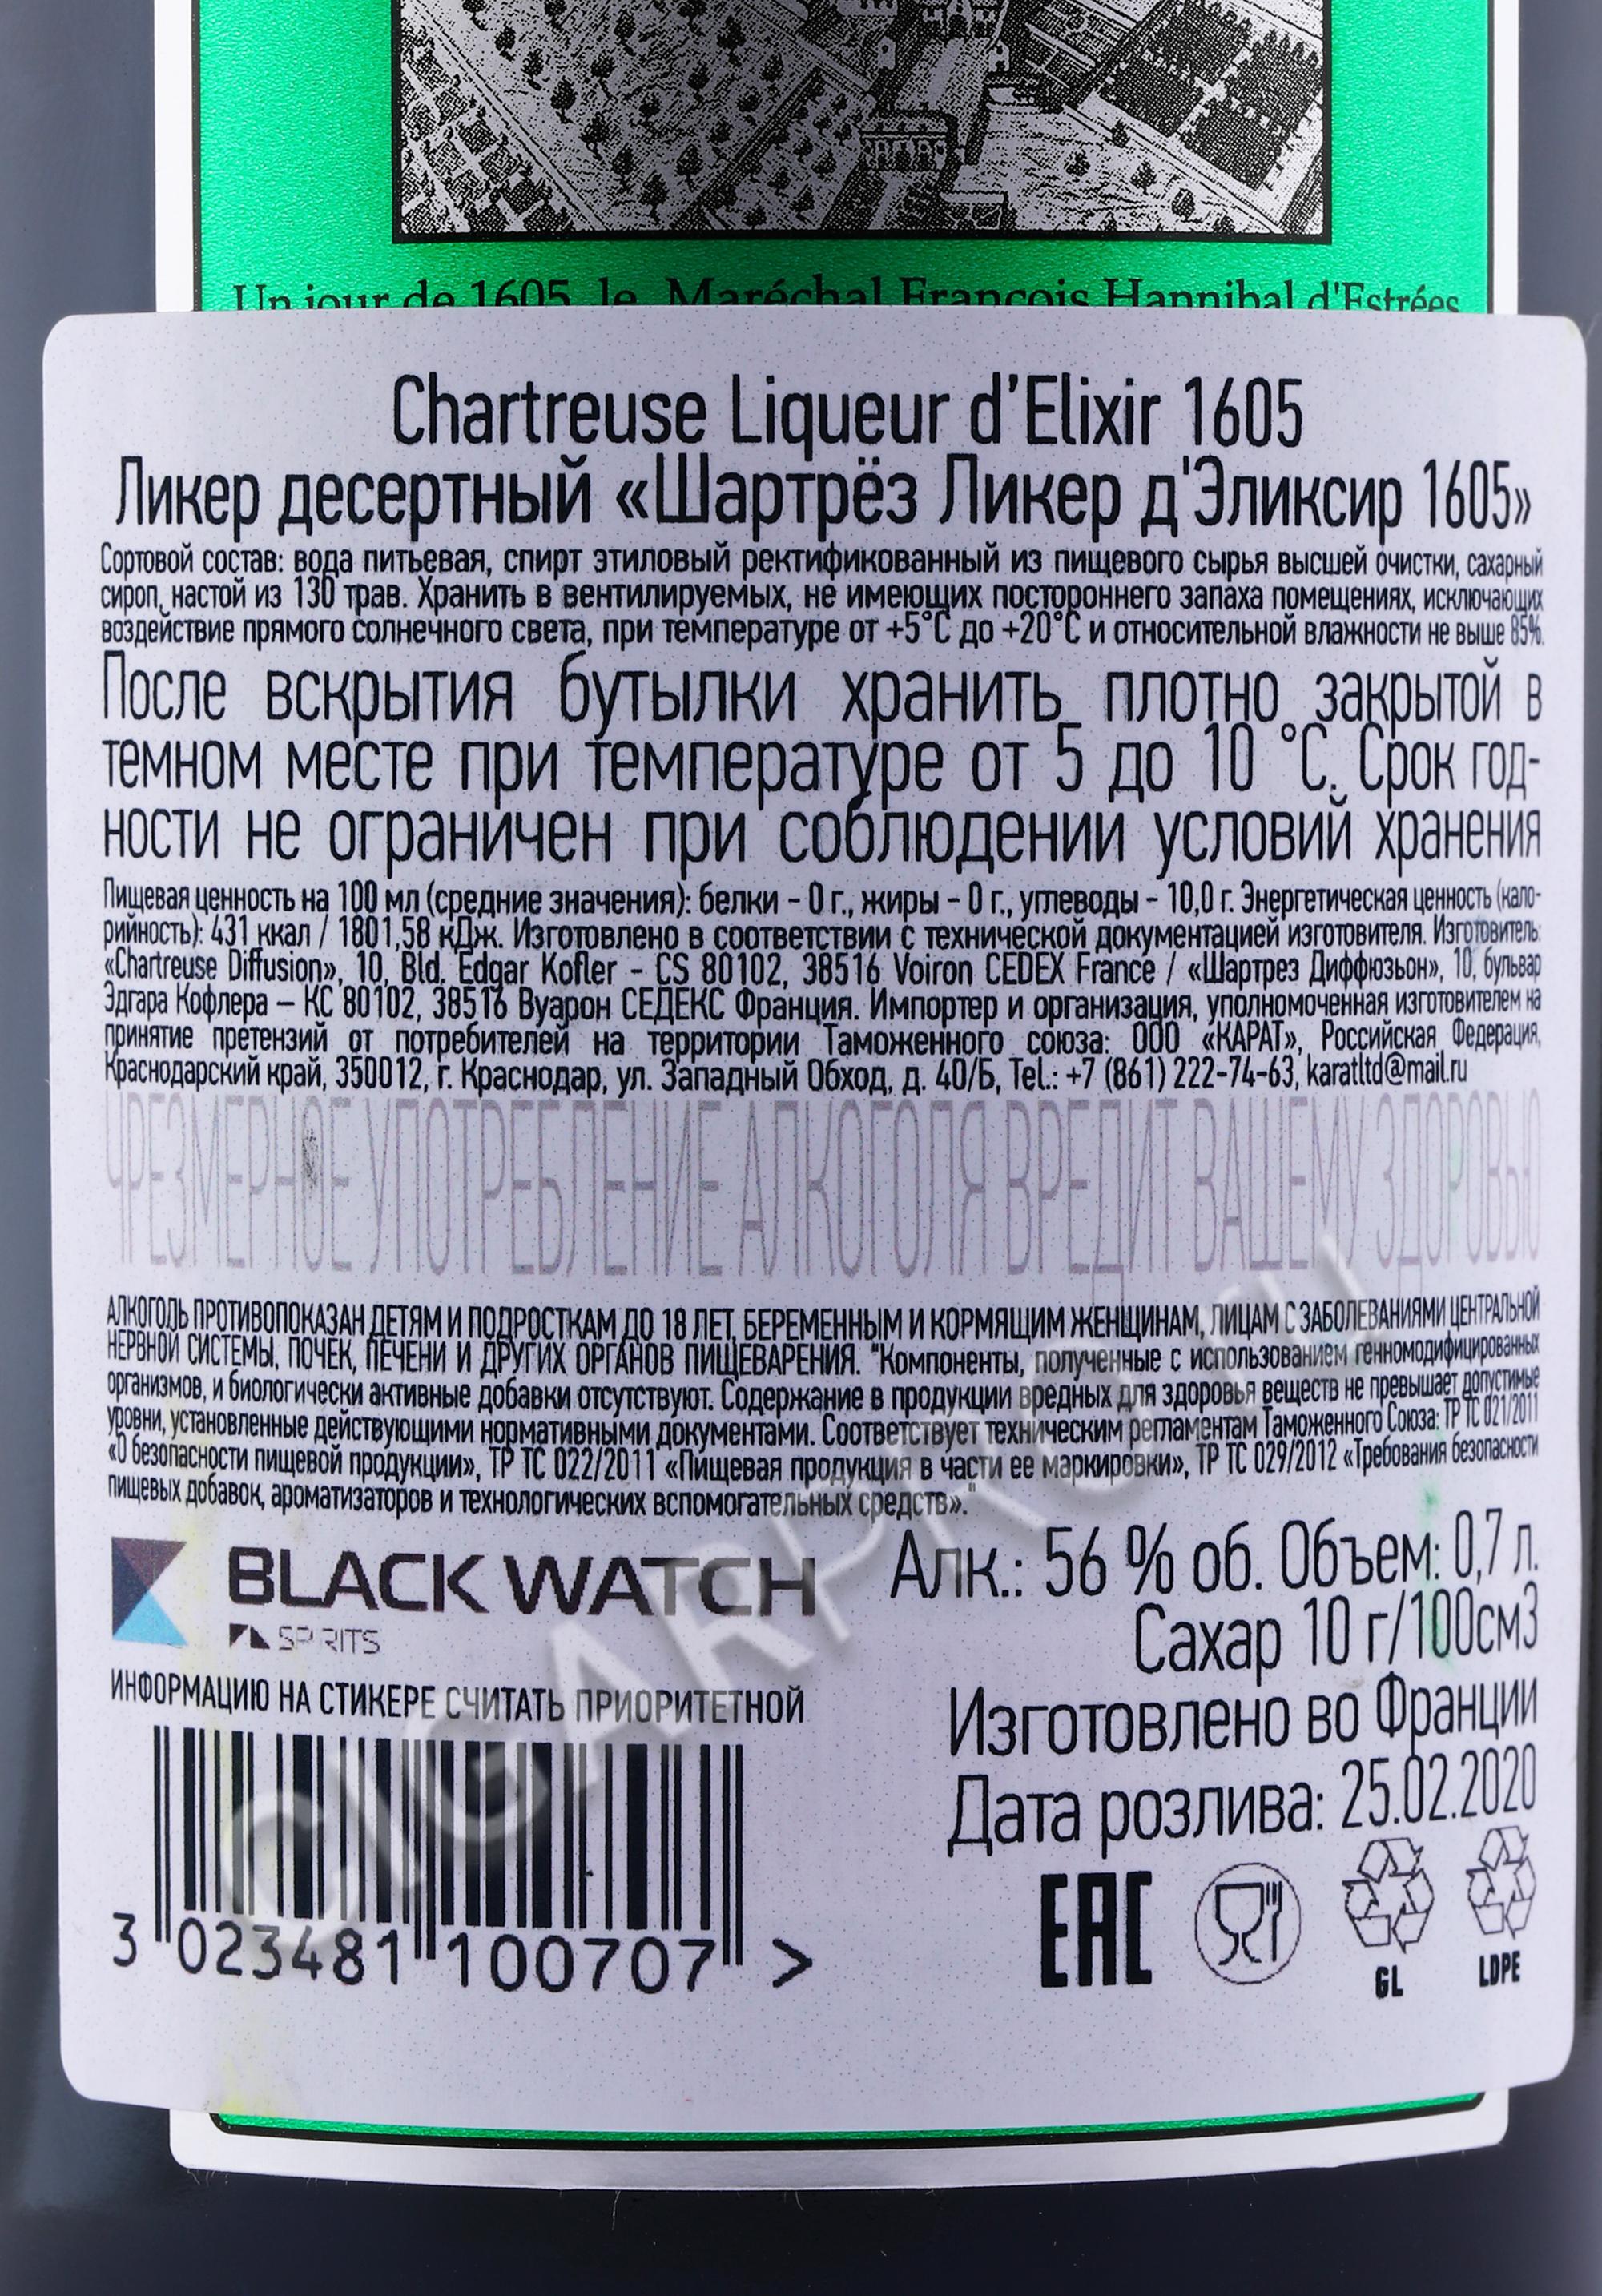 Un jour de 1605, le Maréchal François Hannibal d'Estrées
Chartreuse Liqueur d’Elixir 1605
Ликер десертный «Шартрёз Ликер д'Эликсир 1605»
Сортовой состав: вода питьевая, спирт этиловый ректификованный из пищевого сырья высшей очистки, сахарный
сироп, настой из 130 трав. Хранить в вентилируемых, не имеющих постороннего запаха помещениях, исключающих
воздействие прямого солнечного света, при температуре от +5°C до +20°C и относительной влажности не выше 85%.
После вскрытия бутылки хранить плотно закрытой в
темном месте при температуре от 5 до 10 °C. Срок год-
ности не ограничен при соблюдении условий хранения
Пищевая ценность на 100 мл (средние значения): белки - 0 г., жиры - 0 г., углеводы - 10,0 г. Энергетическая ценность (кало-
рийность): 431 ккал / 1801,58 кДж. Изготовлено в соответствии с технической документацией изготовителя. Изготовитель:
«Chartreuse Diffusion», 10, Bld. Edgar Kofler - CS 80102, 38516 Voiron CEDEX France / «Шартрез Диффюзьон», 10, бульвар
Эдгара Кофлера – КС 80102, 38516 Вуарон СЕДЕКС Франция. Импортер и организация, уполномоченная изготовителем на
принятие претензий от потребителей на территории Таможенного союза: ООО «КАРАТ», Российская Федерация,
Краснодарский край, 350012, г. Краснодар, ул. Западный Обход, д. 40/Б, Tel.: +7 (861) 222-74-63, karatltd@mail.ru
ЧРЕЗМЕРНОЕ УПОТРЕБЛЕНИЕ АЛКОГОЛЯ ВРЕДИТ ВАШЕМУ ЗДОРОВЬЮ
АЛКОГОЛЬ ПРОТИВОПОКАЗАН ДЕТЯМ И ПОДРОСТКАМ ДО 18 ЛЕТ, БЕРЕМЕННЫМ И КОРМЯЩИМ ЖЕНЩИНАМ, ЛИЦАМ С ЗАБОЛЕВАНИЯМИ ЦЕНТРАЛЬНОЙ
НЕРВНОЙ СИСТЕМЫ, ПОЧЕК, ПЕЧЕНИ И ДРУГИХ ОРГАНОВ ПИЩЕВАРЕНИЯ. "Компоненты, полученные с использованием генномодифицированных
организмов, и биологически активные добавки отсутствуют. Содержание в продукции вредных для здоровья веществ не превышает допустимые
уровни, установленные действующими нормативными документами. Соответствует техническим регламентам Таможенного Союза: ТР ТС 021/2011
«О безопасности пищевой продукции», ТР ТС 022/2011 «Пищевая продукция в части ее маркировки», ТР ТС 029/2012 «Требования безопасности
пищевых добавок, ароматизаторов и технологических вспомогательных средств»."
BLACK WATCH
SPIRITS
Алк.: 56 % об. Объем: 0,7 л.
Сахар 10 г/100см3
ИНФОРМАЦИЮ НА СТИКЕРЕ СЧИТАТЬ ПРИОРИТЕТНОЙ
Изготовлено во Франции
Дата розлива: 25.02.2020
3 023481 100707 >
EAC
GL
LDPE
CIGARPRO.RU